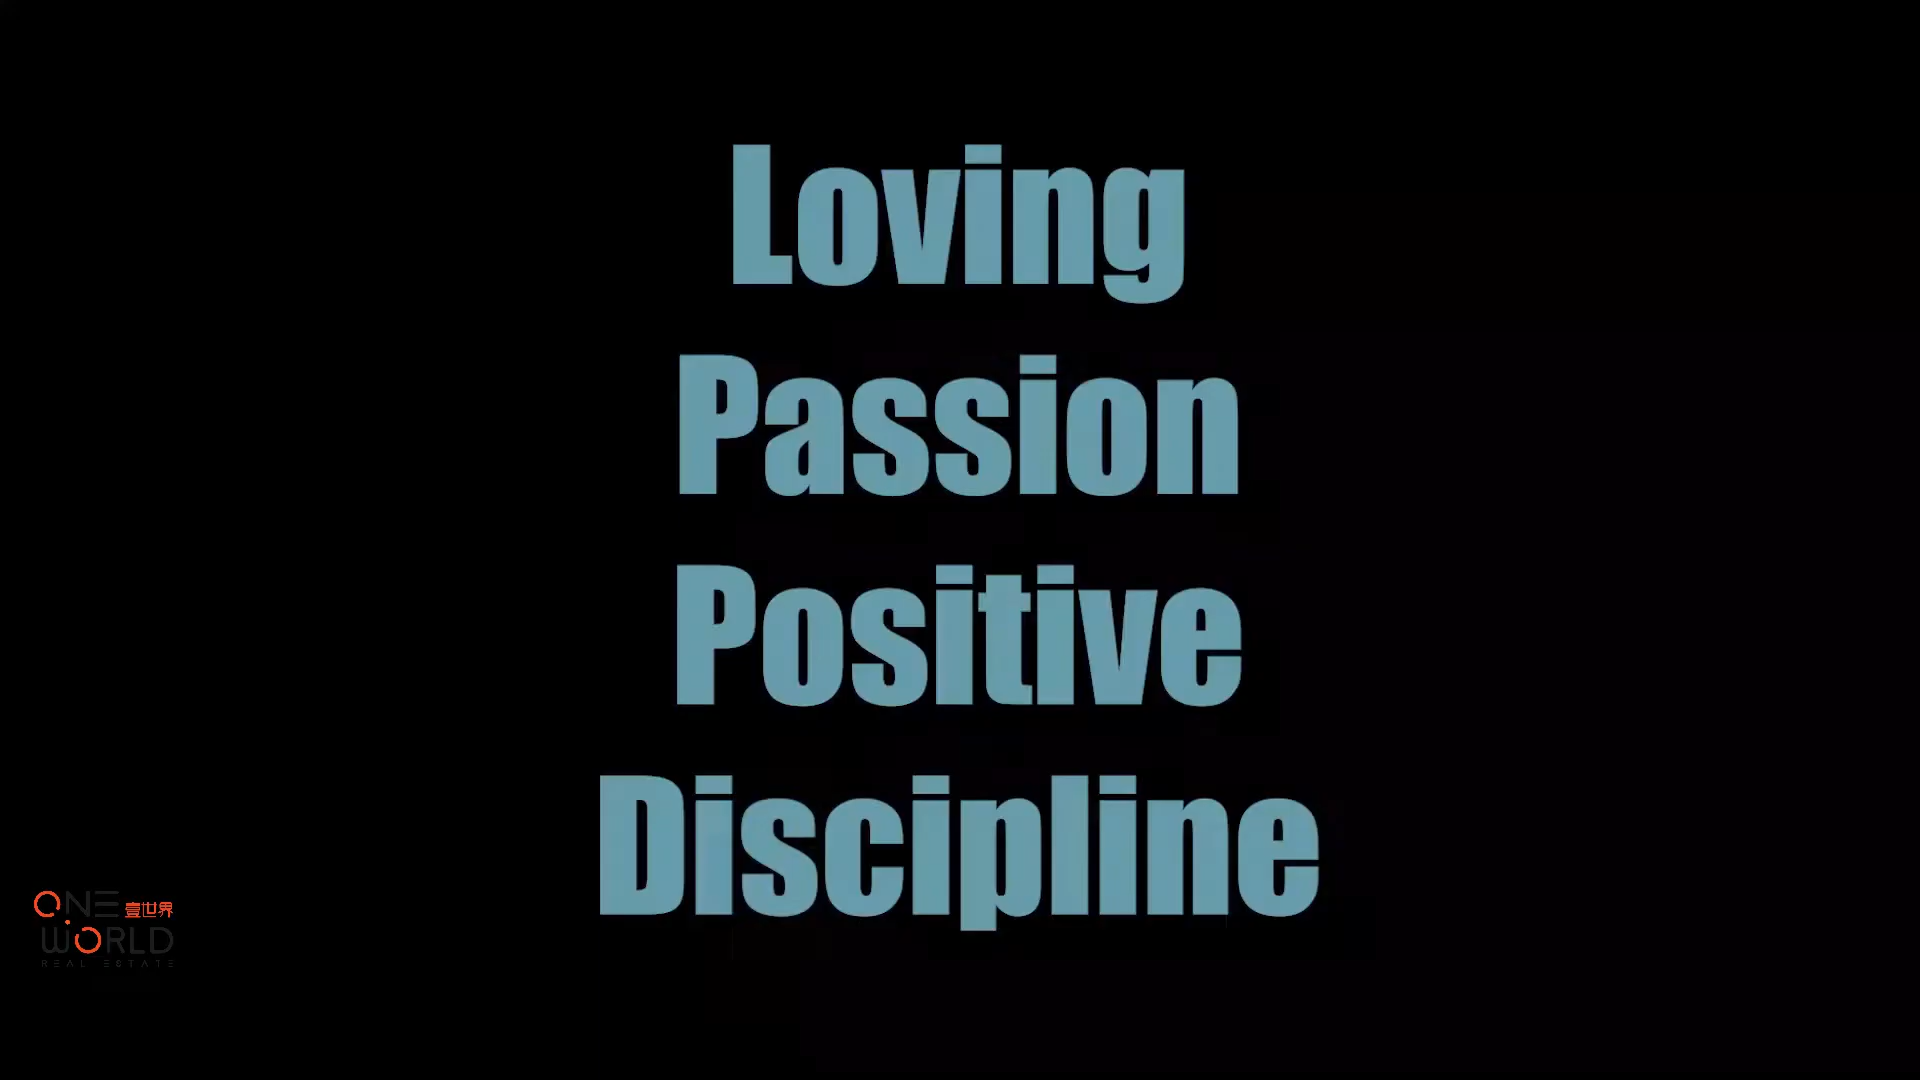 Loving
Passion
Positive
Discipline
ONE 壹世界
WORLD
REAL ESTATE